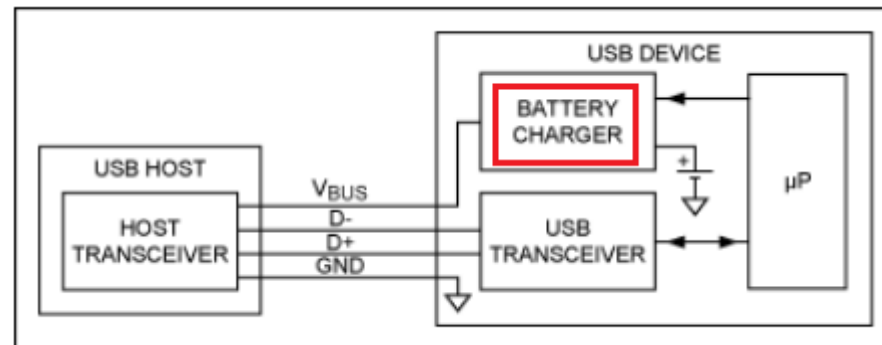 USB DEVICE
BATTERY
CHARGER
USB HOST
+
µP
VBUS
D-
HOST
TRANSCEIVER
USB
TRANSCEIVER
D+
GND